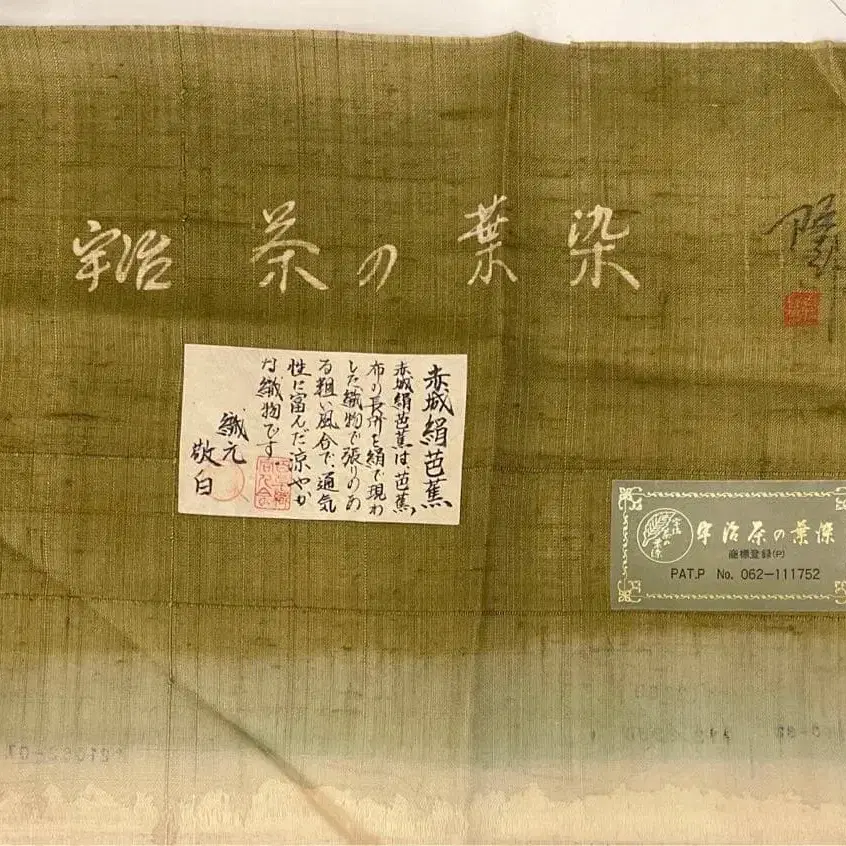 宇治 茶の葉染
赤城絹芭蕉
赤城絹芭蕉は、芭蕉
布の長所を絹で現わ
した織物で張りのあ
る粗い風合で、通気
性に富んだ涼やか
な織物です
織元
敬白
宇治茶の葉染
商標登録(P)
PAT.P No. 062-111752